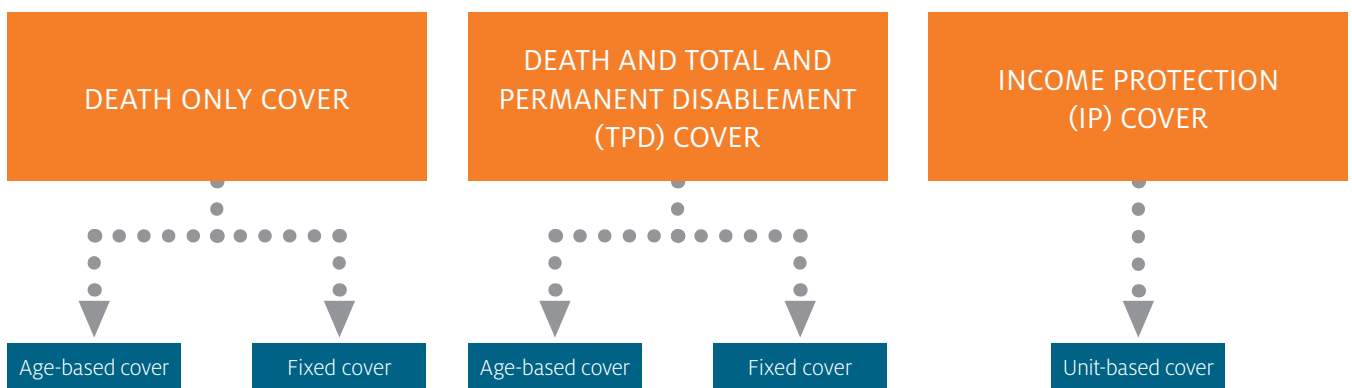 DEATH ONLY COVER
DEATH AND TOTAL AND
PERMANENT DISABLEMENT
(TPD) COVER
INCOME PROTECTION
(IP) COVER
Age-based cover
Fixed cover
Age-based cover
Fixed cover
Unit-based cover